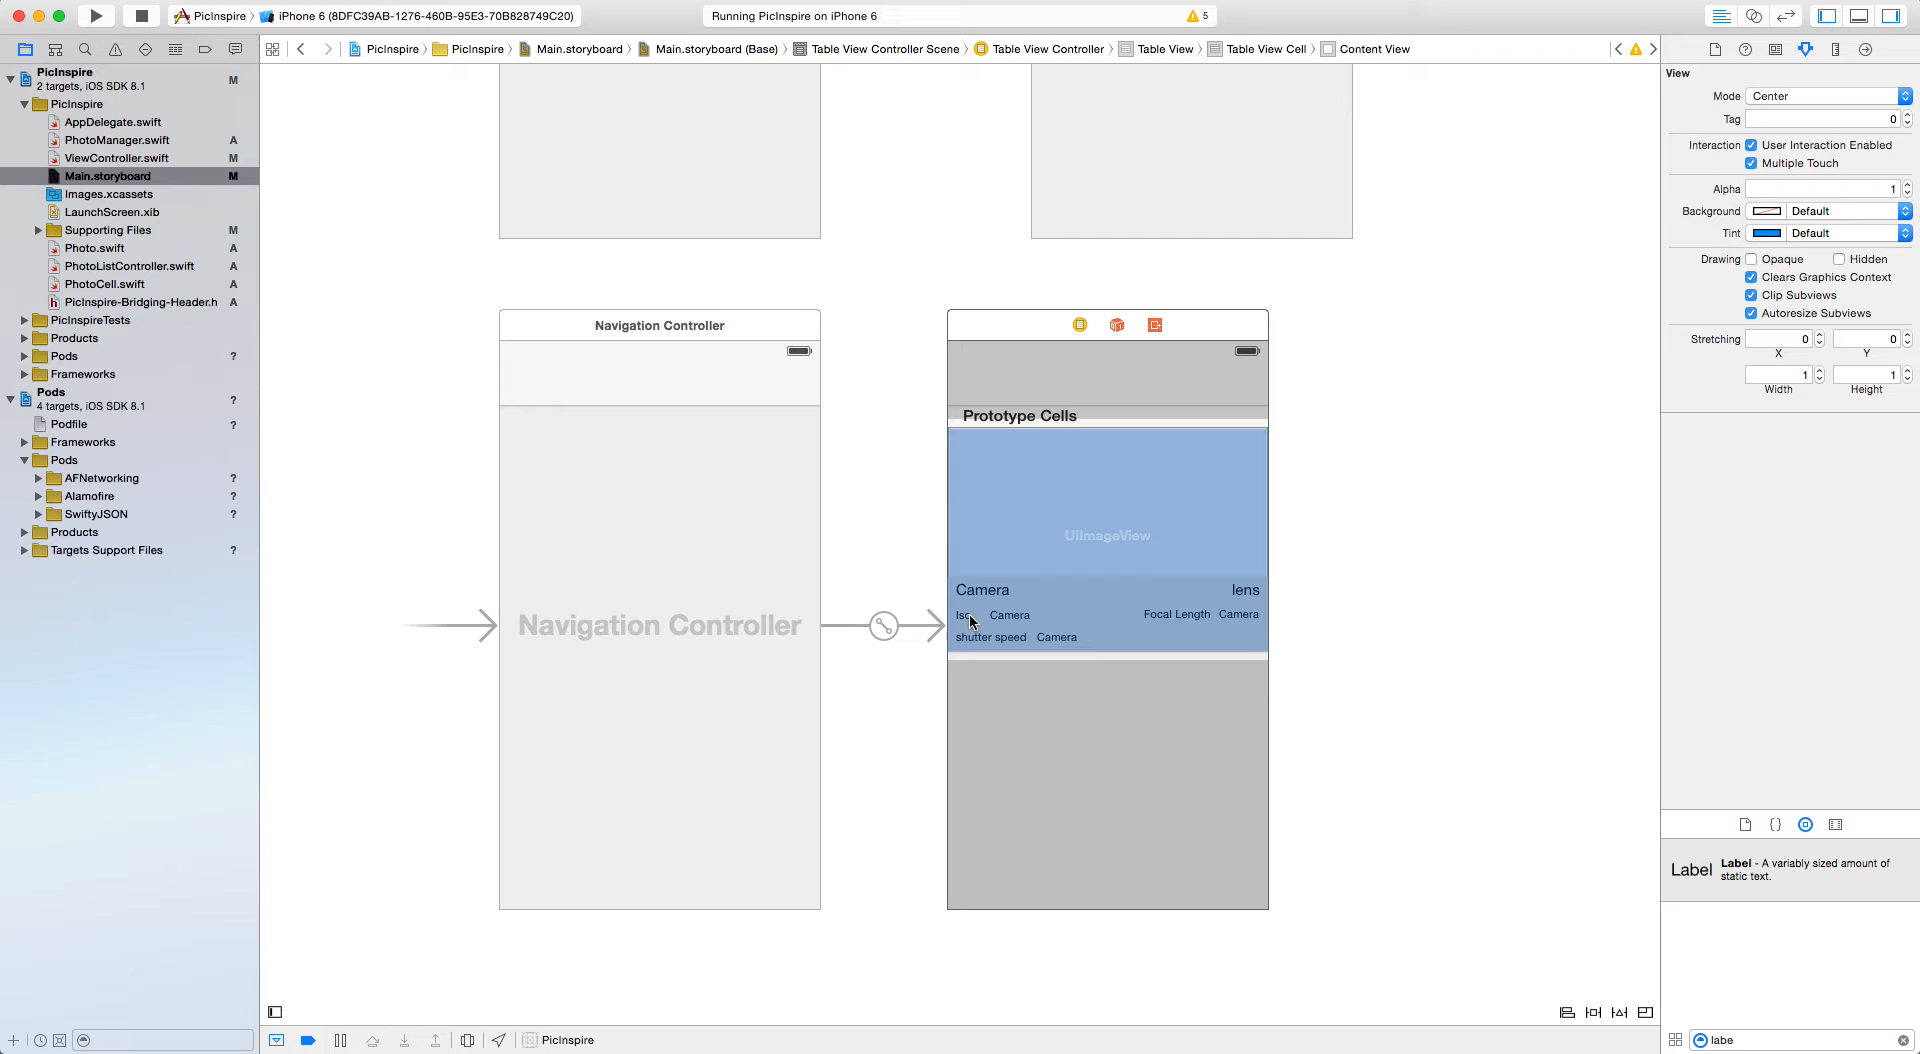 PicInspire 〉 iPhone 6 (8DFC39AB-1276-460B-95E3-70B828749C20)
Running PicInspire on iPhone 6
5
PicInspire
2 targets, iOS SDK 8.1
M
PicInspire
AppDelegate.swift
PhotoManager.swift A
ViewController.swift M
Main.storyboard M
Images.xcassets
LaunchScreen.xib
Supporting Files M
Photo.swift A
PhotoListController.swift A
PhotoCell.swift A
h PicInspire-Bridging-Header.h A
PicInspireTests
Products
Pods ?
Frameworks
Pods
4 targets, iOS SDK 8.1
?
Podfile ?
Frameworks
Pods
AFNetworking ?
Alamofire ?
SwiftyJSON ?
Products
Targets Support Files ?
PicInspire 〉 PicInspire 〉 Main.storyboard 〉 Main.storyboard (Base) 〉 Table View Controller Scene 〉 Table View Controller 〉 Table View 〉 Table View Cell 〉 Content View
Navigation Controller
Navigation Controller
Prototype Cells
UIImageView
Camera lens
Camera Focal Length Camera
shutter speed Camera
PicInspire
View
Mode Center
Tag 0
Interaction User Interaction Enabled
Multiple Touch
Alpha 1
Background Default
Tint Default
Drawing Opaque Hidden
Clears Graphics Context
Clip Subviews
Autoresize Subviews
Stretching 0 0
X Y
1 1
Width Height
{ }
Label
Label - A variably sized amount of
static text.
labe